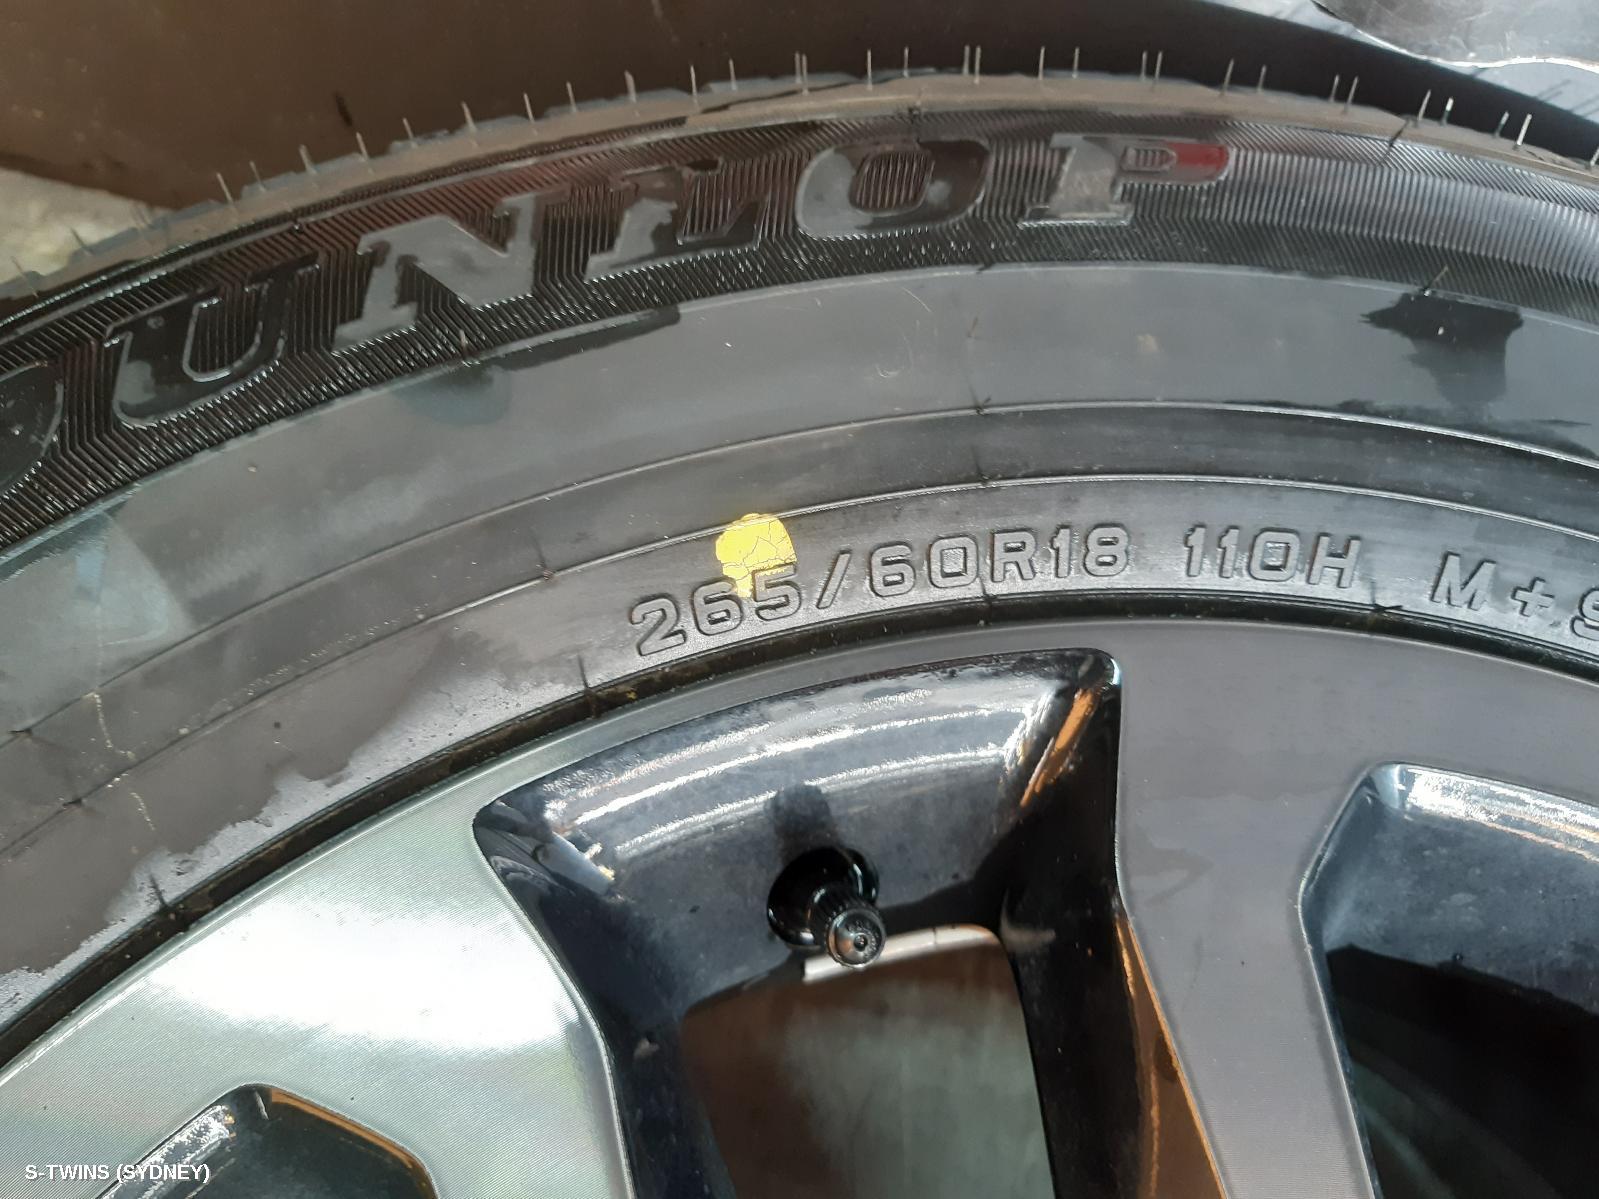 DUNLOP
265/60R18 110H M+S
S-TWINS (SYDNEY)